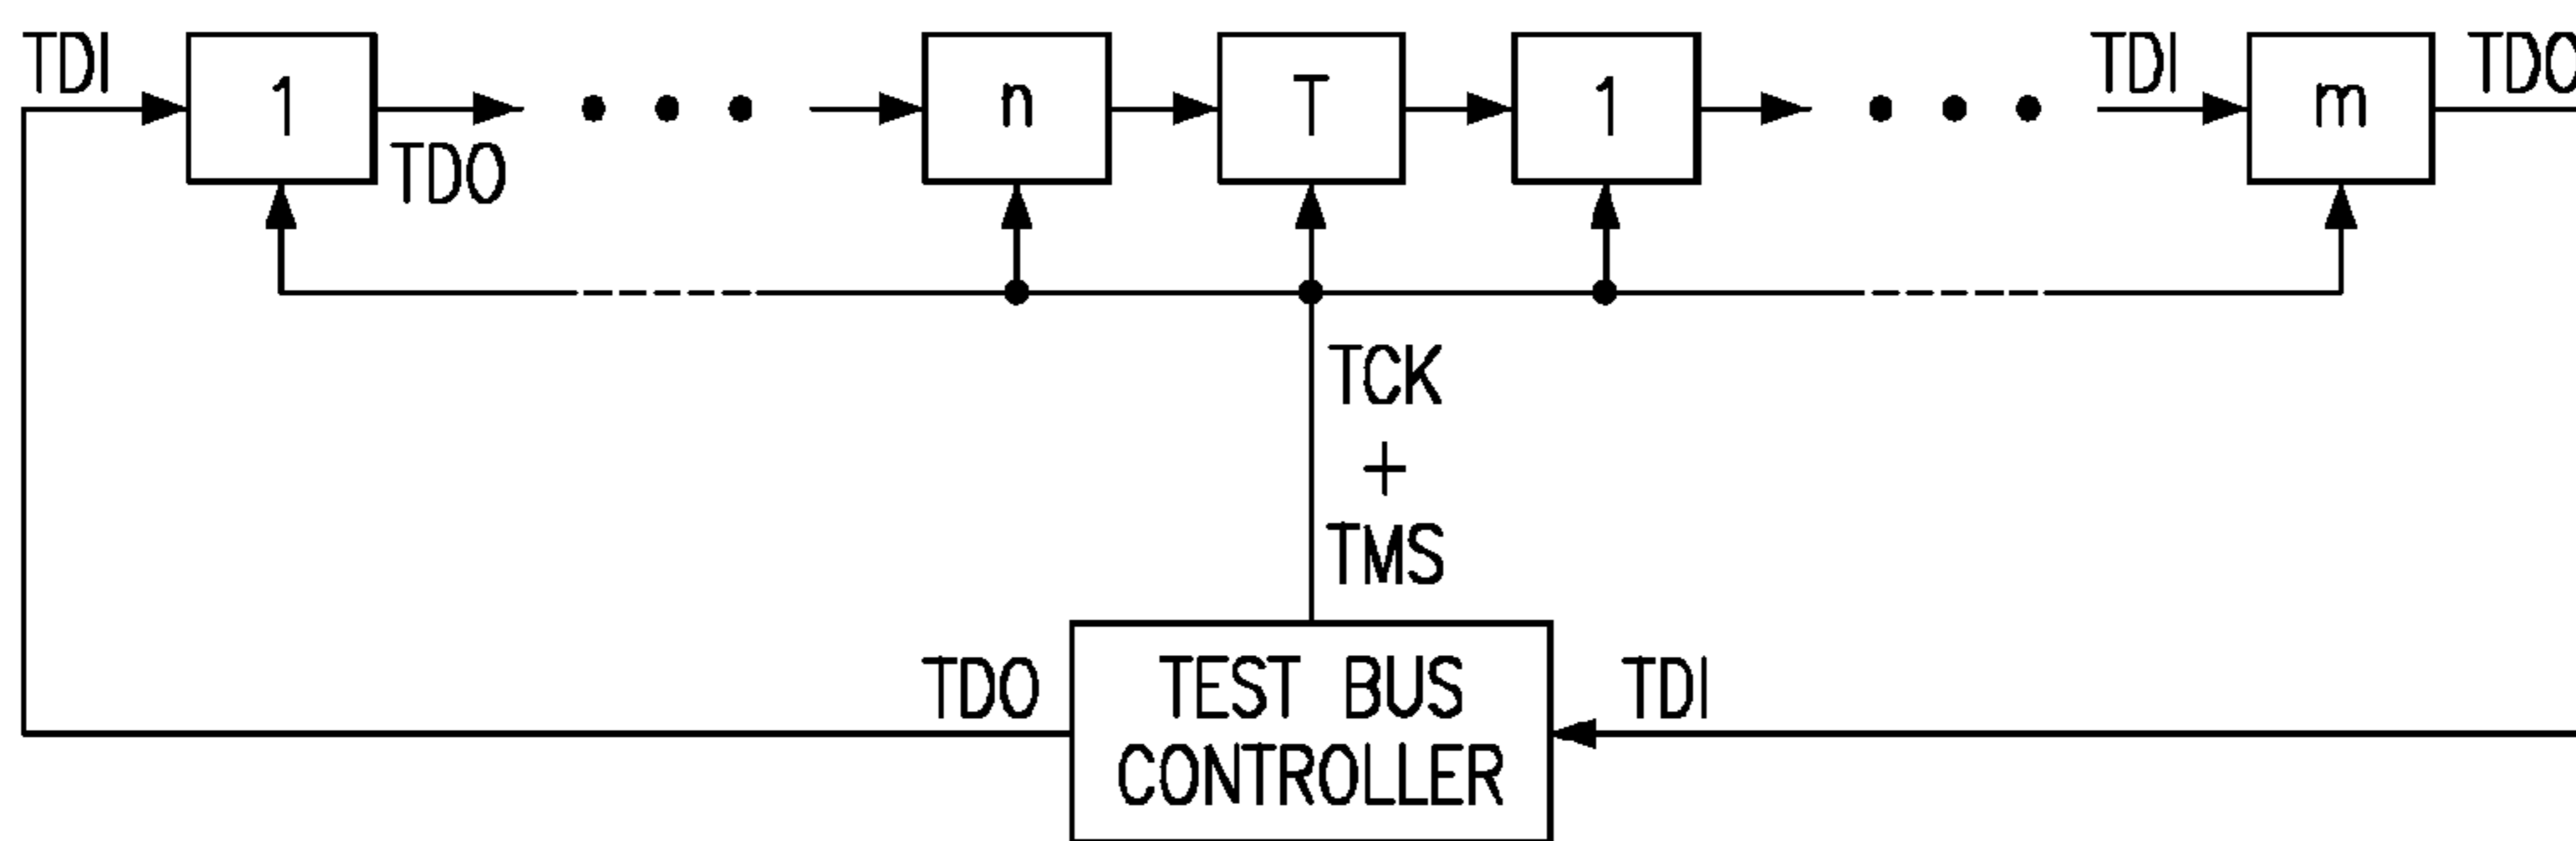 TDI
1
TDO
n
T
1
TDI
m
TDO
TCK
+
TMS
TDO
TEST BUS
CONTROLLER
TDI